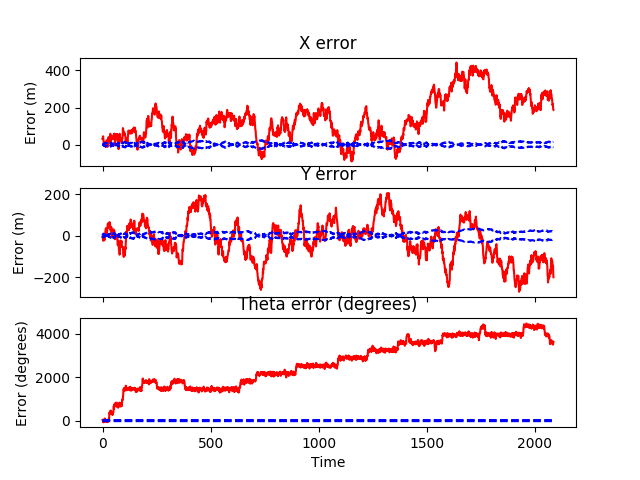 X error
400
200
0
Error (m)
Y error
200
0
−200
Error (m)
Theta error (degrees)
4000
2000
0
Error (degrees)
0 500 1000 1500 2000
Time